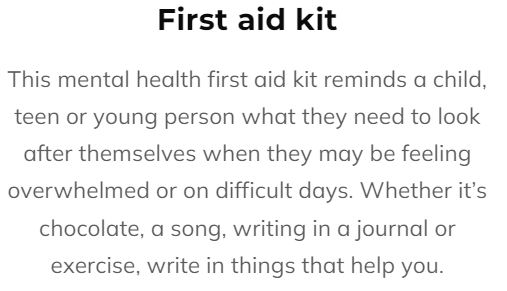 First aid kit
This mental health first aid kit reminds a child,
teen or young person what they need to look
after themselves when they may be feeling
overwhelmed or on difficult days. Whether it’s
chocolate, a song, writing in a journal or
exercise, write in things that help you.